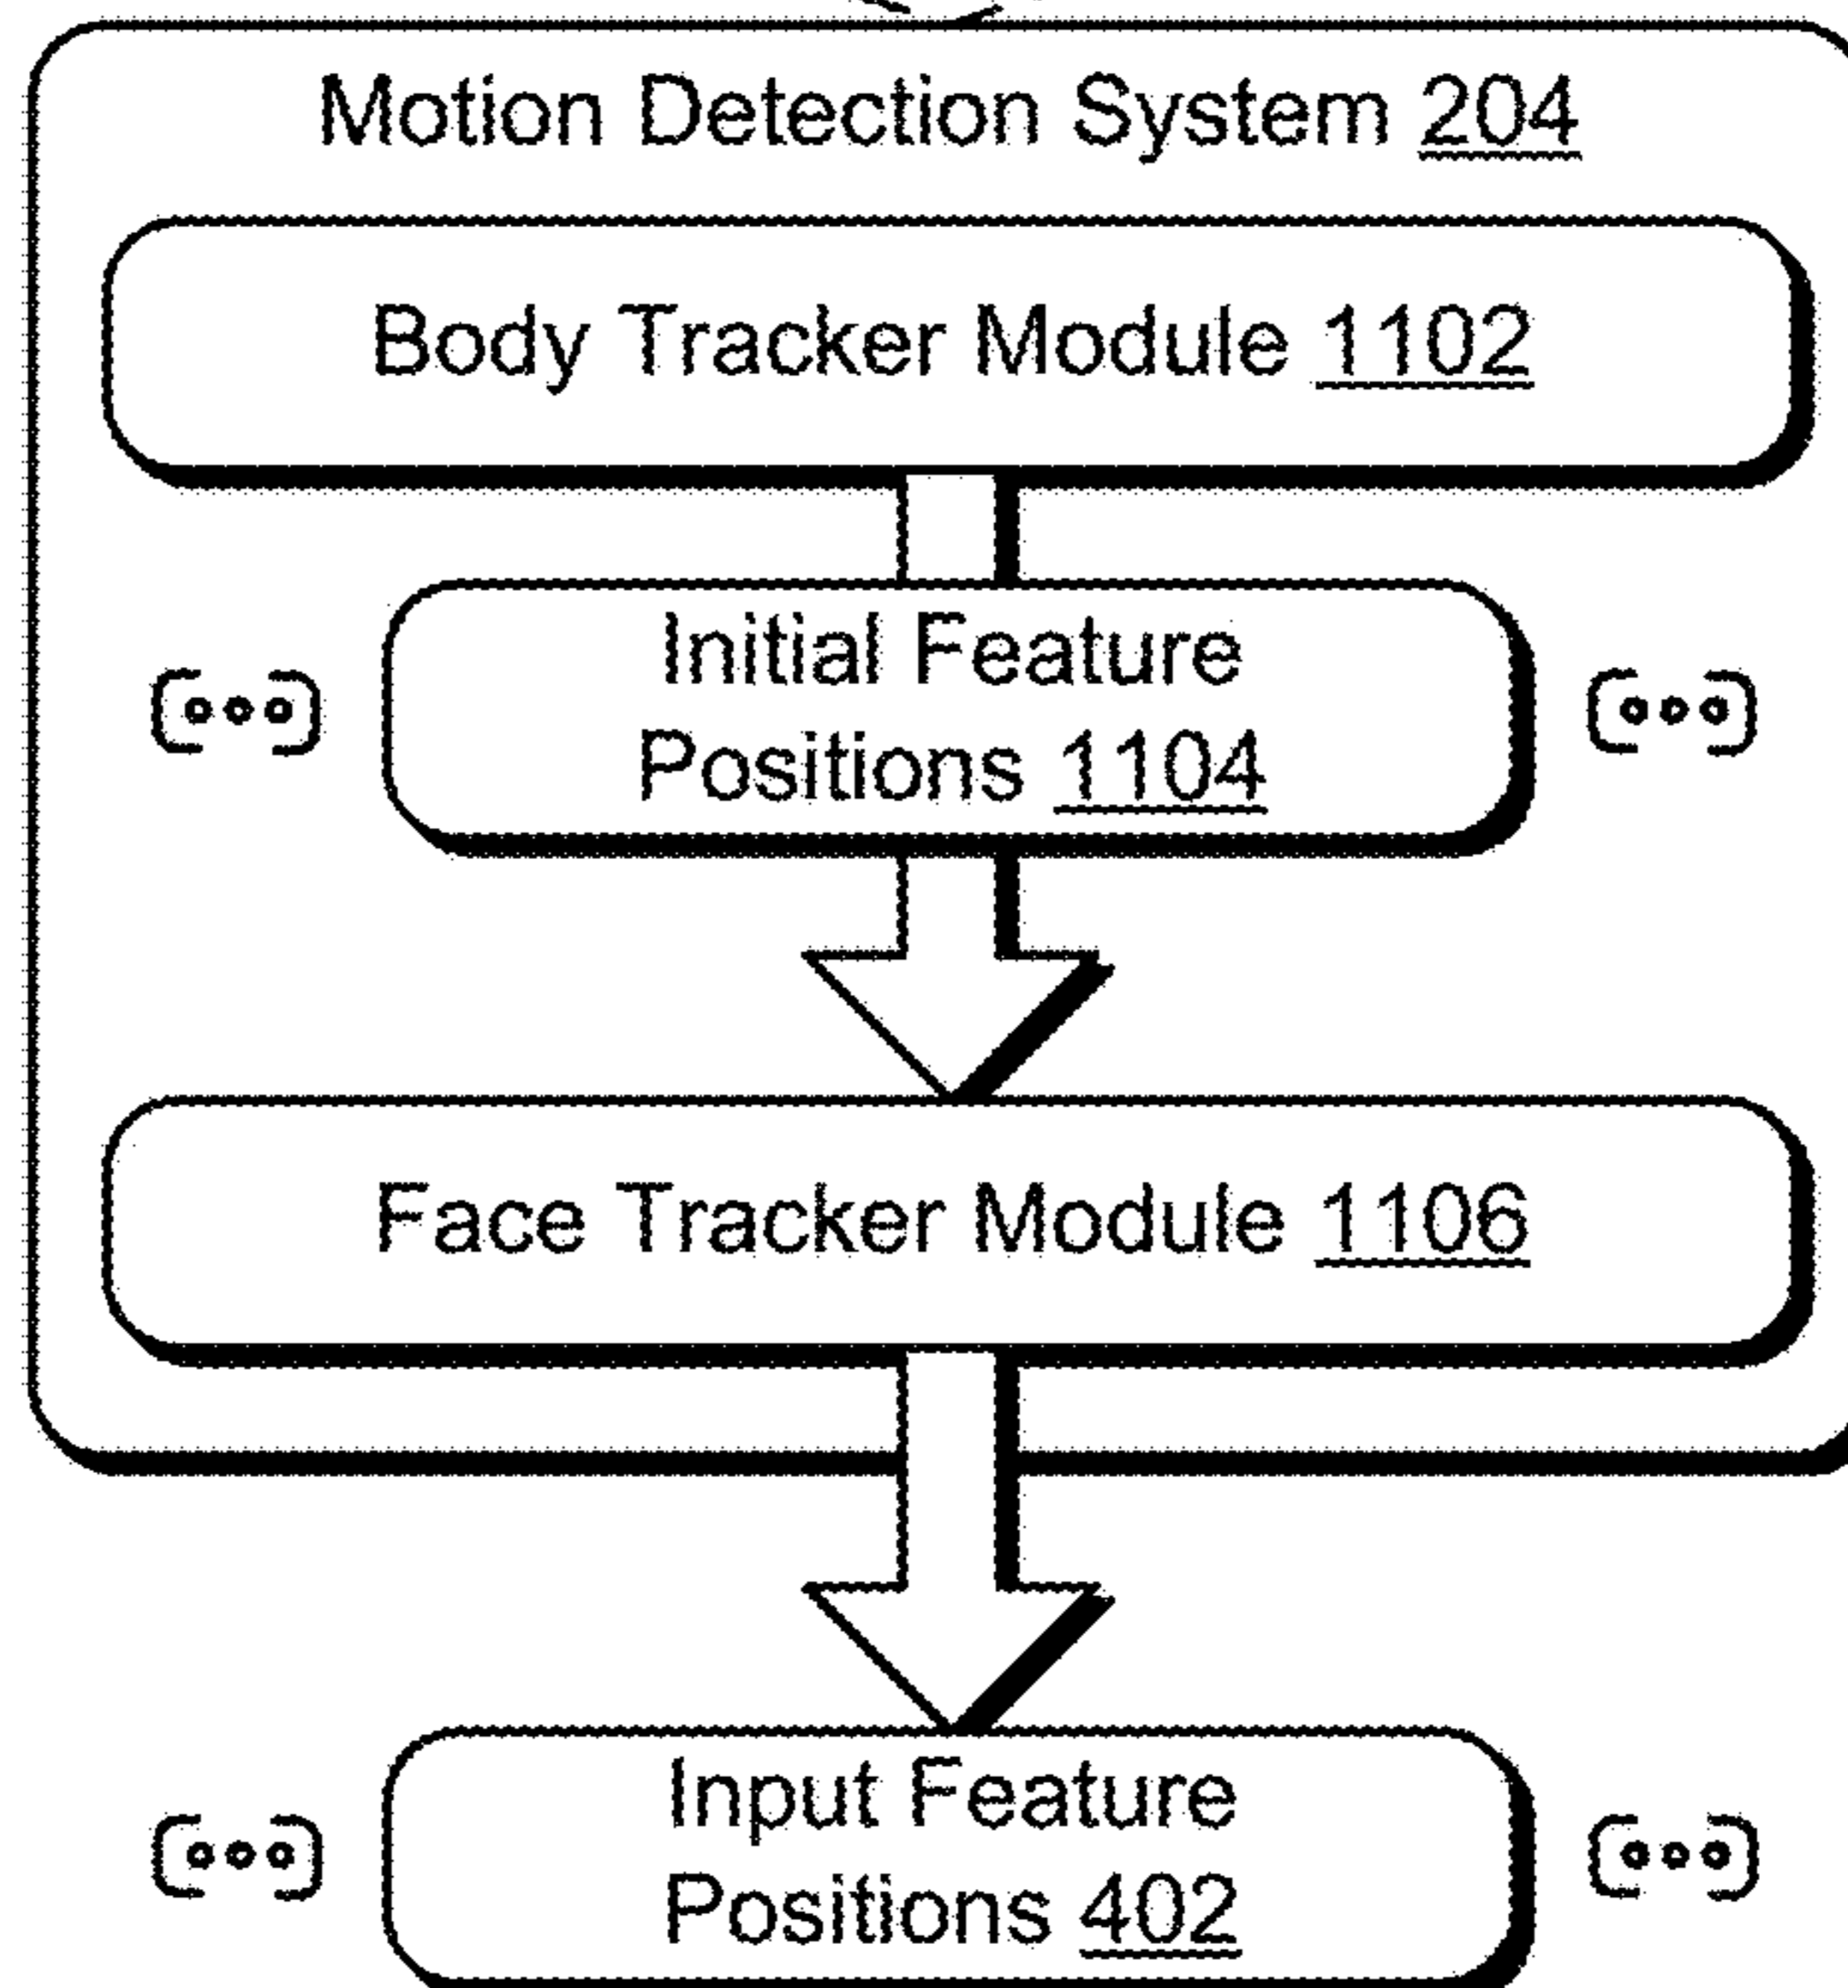 Motion Detection System 204
Body Tracker Module 1102
Initial Feature
Positions 1104
Face Tracker Module 1106
Input Feature
Positions 402